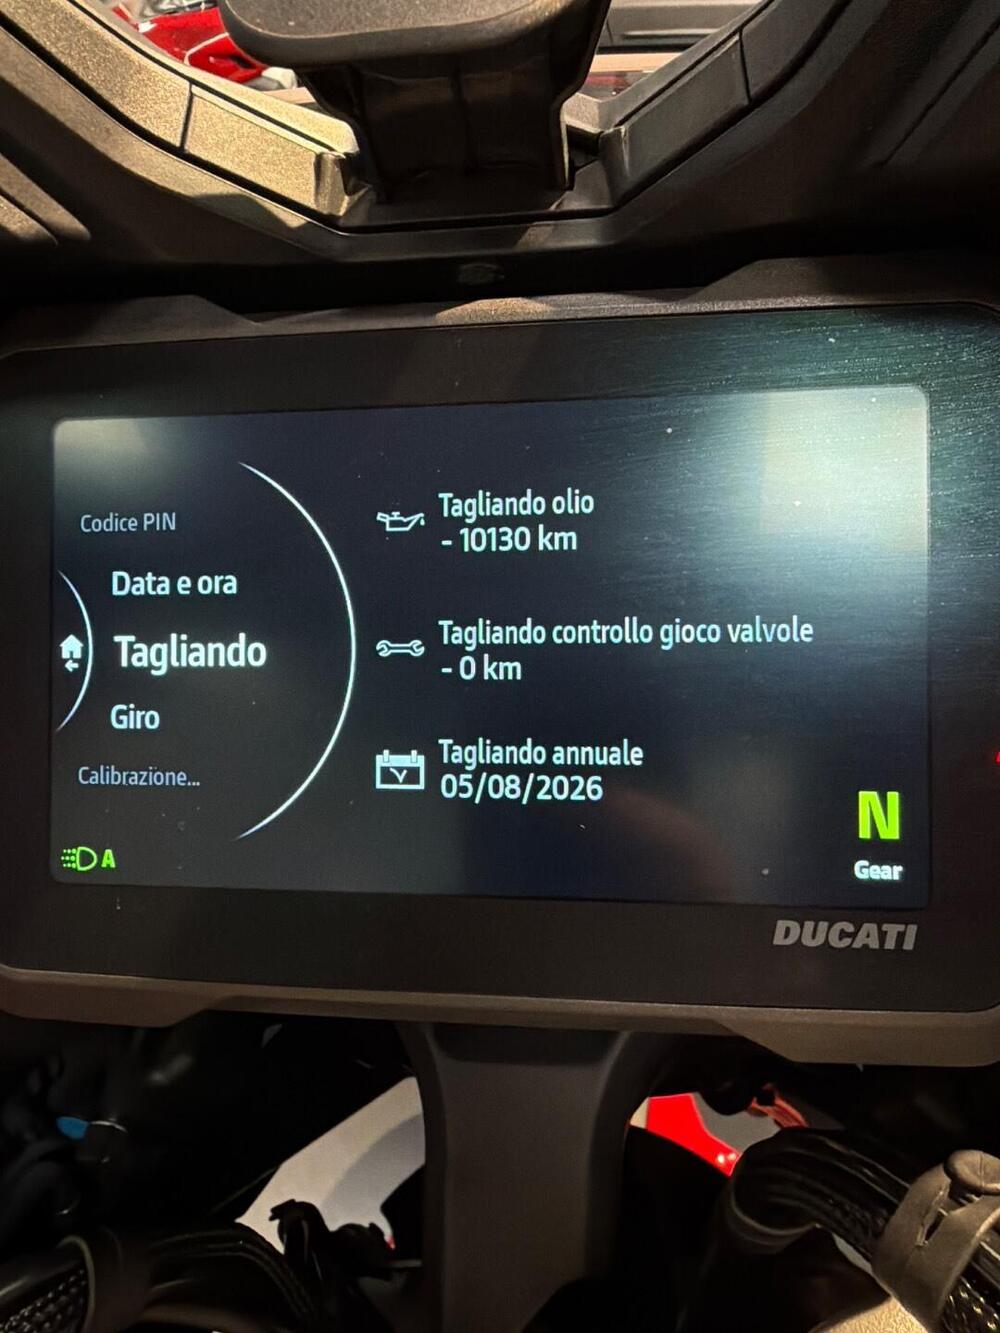 Codice PIN
Data e ora
Tagliando
Giro
Calibrazione...
A
Tagliando olio
- 10130 km
Tagliando controllo gioco valvole
- 0 km
Tagliando annuale
05/08/2026
N
Gear
DUCATI